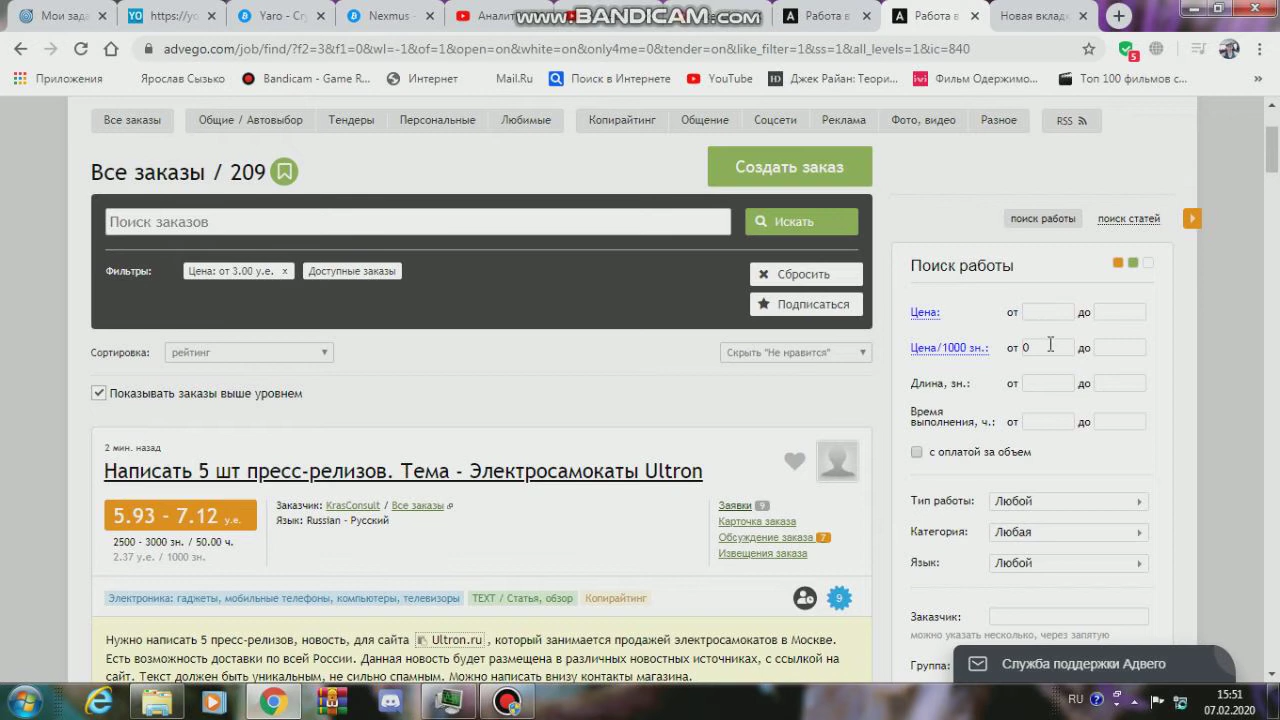 Мои зада
https://yo
Yaro - Cry
Nexmus -
Аналити
www.BANDICAM.com
Работа в
Работа в
Новая вклад
advego.com/job/find/?f2=3&f1=0&wl=-1&d=1&open=on&white=on&only4me=0&tender=on&like_filter=1&ss=1&all_levels=1&ic=840
5
Приложения
Ярослав Сызько
Bandicam - Game R...
Интернет
Mail.Ru
Поиск в Интернете
YouTube
Джек Райан: Теори...
Фильм Одержимо...
Топ 100 фильмов с...
»
Все заказы
Общие / Автовыбор
Тендеры
Персональные
Любимые
Копирайтинг
Общение
Соцсети
Реклама
Фото, видео
Разное
RSS
Все заказы / 209
Создать заказ
Поиск заказов
Искать
поиск работы
поиск статей
Фильтры:
Цена: от 3.00 у.е. x
Доступные заказы
Сбросить
Подписаться
Поиск работы
Цена: от до
Цена/1000 зн.: от 0 до
Длина, зн.: от до
Время
выполнения, ч.: от до
с оплатой за объем
Тип работы: Любой
Категория: Любая
Язык: Любой
Заказчик:
можно указать несколько, через запятую
Группа:
Сортировка: рейтинг
Скрыть "Не нравится"
Показывать заказы выше уровнем
2 мин. назад
Написать 5 шт пресс-релизов. Тема - Электросамокаты Ultron
5.93 - 7.12 у.е.
2500 - 3000 зн. / 50.00 ч.
2.37 у.е. / 1000 зн.
Заказчик: KrasConsult / Все заказы
Язык: Russian - Русский
Заявки 9
Карточка заказа
Обсуждение заказа 7
Извещения заказа
Электроника: гаджеты, мобильные телефоны, компьютеры, телевизоры
TEXT / Статья, обзор
Копирайтинг
9
Нужно написать 5 пресс-релизов, новость, для сайта Ultron.ru , который занимается продажей электросамокатов в Москве.
Есть возможность доставки по всей России. Данная новость будет размещена в различных новостных источниках, с ссылкой на
сайт. Текст должен быть уникальным, не сильно спамным. Можно написать внизу контакты магазина.
Служба поддержки Адвего
RU
15:51
07.02.2020